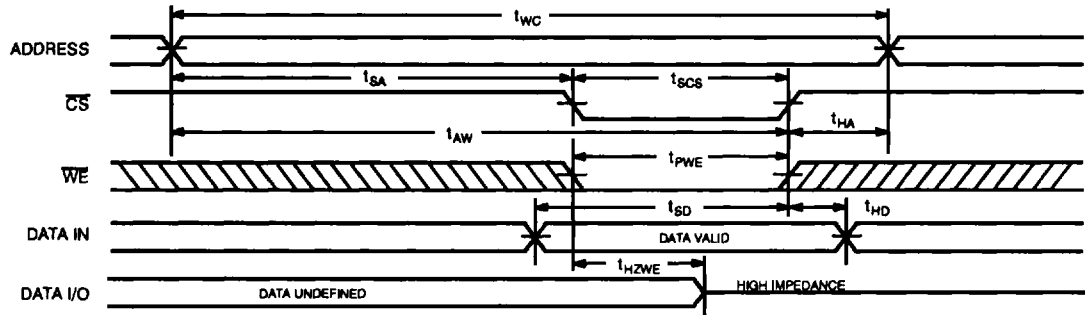 tWC
ADDRESS
tSA
tSCS
CS
tAW
tHA
tPWE
WE
tSD
tHD
DATA IN
DATA VALID
tHZWE
DATA I/O
DATA UNDEFINED
HIGH IMPEDANCE